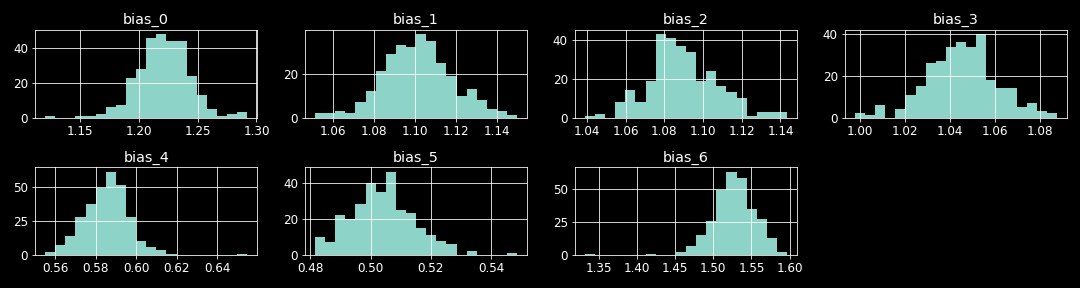 bias_0 bias_1 bias_2 bias_3
40 20 0
1.15 1.20 1.25 1.30
20 0
1.06 1.08 1.10 1.12 1.14
40 20 0
1.04 1.06 1.08 1.10 1.12 1.14
40 20 0
1.00 1.02 1.04 1.06 1.08
bias_4 bias_5 bias_6
50 25 0
0.56 0.58 0.60 0.62 0.64
40 20 0
0.48 0.50 0.52 0.54
50 25 0
1.35 1.40 1.45 1.50 1.55 1.60